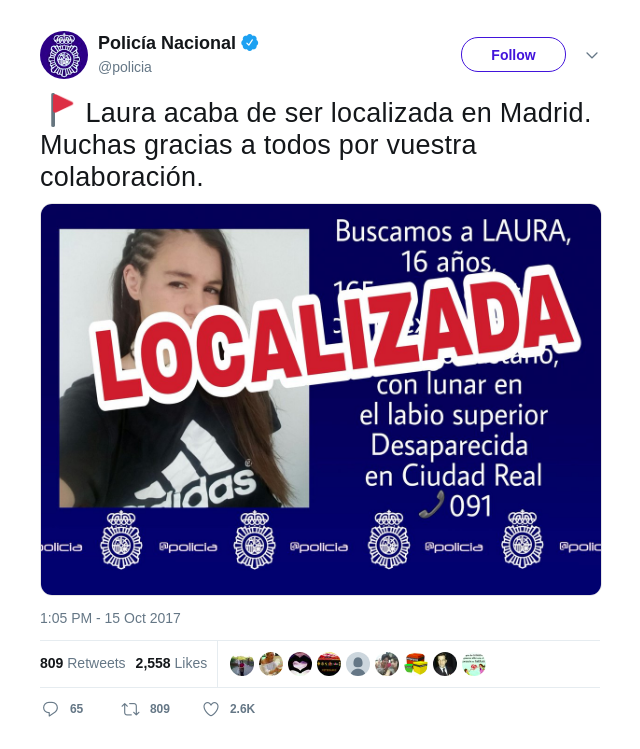 Policía Nacional
@policia
Follow
Laura acaba de ser localizada en Madrid.
Muchas gracias a todos por vuestra
colaboración.
Buscamos a LAURA,
16 años,
LOCALIZADA
con lunar en
el labio superior
Desaparecida
en Ciudad Real
091
adidas
@policia @policia @policia
1:05 PM - 15 Oct 2017
809 Retweets 2,558 Likes
65 809 2.6K